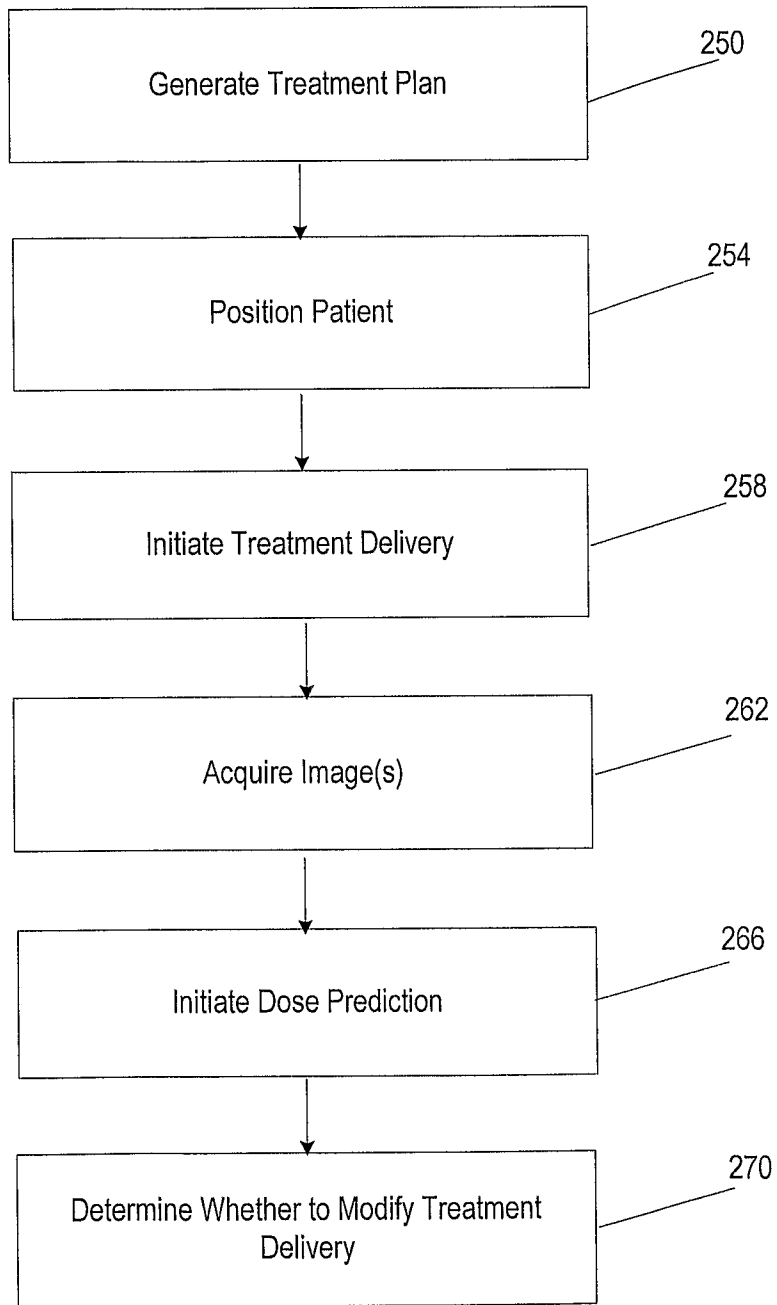 250
Generate Treatment Plan
254
Position Patient
258
Initiate Treatment Delivery
262
Acquire Image(s)
266
Initiate Dose Prediction
270
Determine Whether to Modify Treatment
Delivery